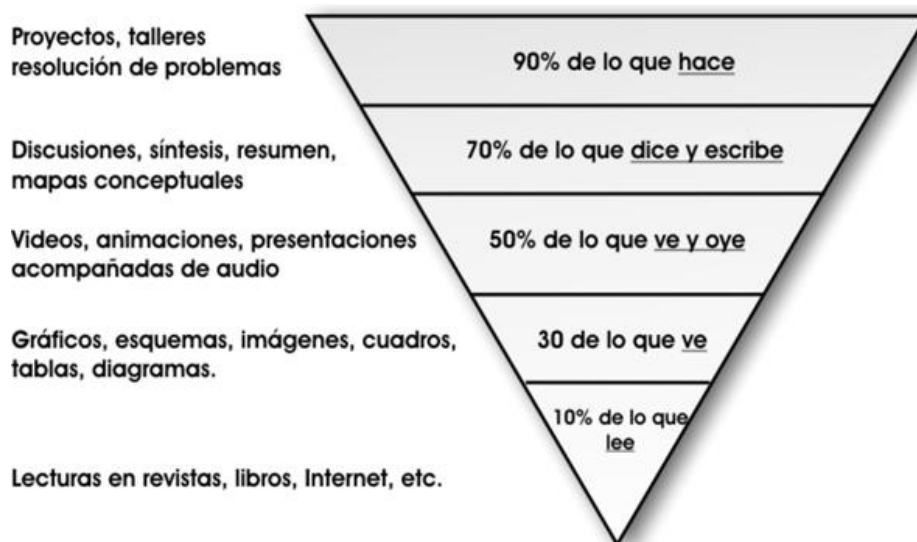 Proyectos, talleres
resolución de problemas
90% de lo que hace
Discusiones, síntesis, resumen,
mapas conceptuales
70% de lo que dice y escribe
Videos, animaciones, presentaciones
acompañadas de audio
50% de lo que ve y oye
Gráficos, esquemas, imágenes, cuadros,
tablas, diagramas.
30 de lo que ve
10% de lo que
lee
Lecturas en revistas, libros, Internet, etc.